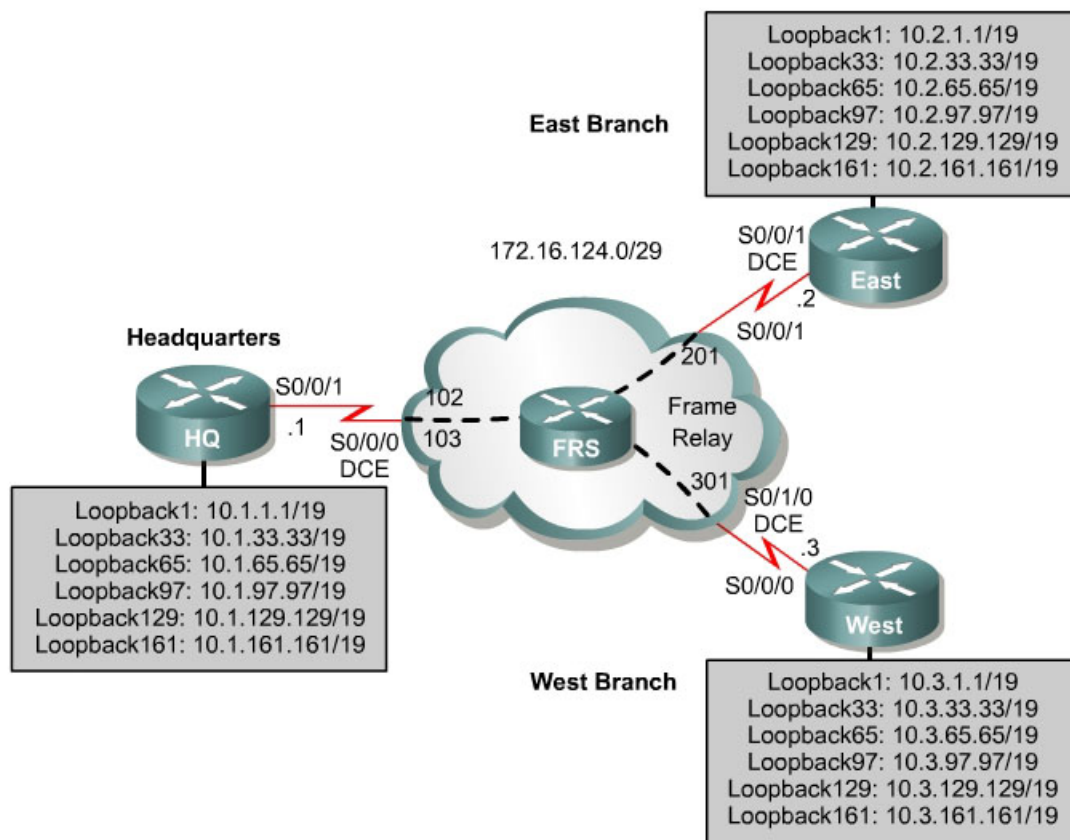 Loopback1: 10.2.1.1/19
Loopback33: 10.2.33.33/19
Loopback65: 10.2.65.65/19
Loopback97: 10.2.97.97/19
Loopback129: 10.2.129.129/19
Loopback161: 10.2.161.161/19
East Branch
172.16.124.0/29
S0/0/1
DCE
East
.2
S0/0/1
201
Headquarters
S0/0/1
HQ
.1
102
103
S0/0/0
DCE
FRS
Frame
Relay
301
S0/1/0
DCE
.3
S0/0/0
West
Loopback1: 10.1.1.1/19
Loopback33: 10.1.33.33/19
Loopback65: 10.1.65.65/19
Loopback97: 10.1.97.97/19
Loopback129: 10.1.129.129/19
Loopback161: 10.1.161.161/19
West Branch
Loopback1: 10.3.1.1/19
Loopback33: 10.3.33.33/19
Loopback65: 10.3.65.65/19
Loopback97: 10.3.97.97/19
Loopback129: 10.3.129.129/19
Loopback161: 10.3.161.161/19